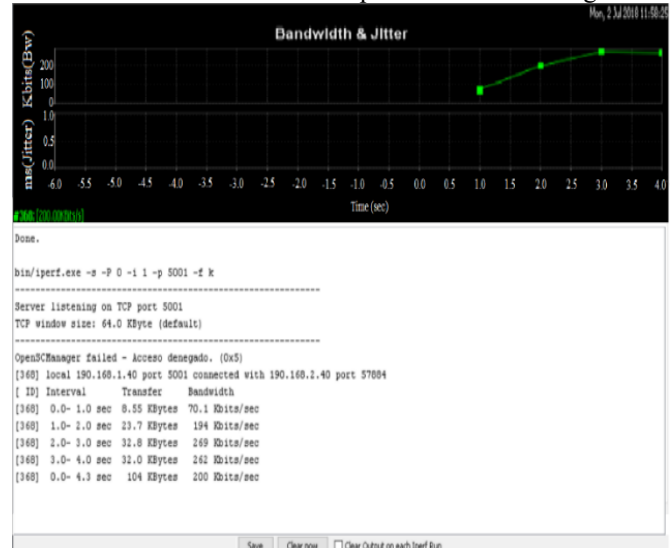 Mon, 2 Jul 2018 11:58:25
Bandwidth & Jitter
Kbits(Bw)
200
100
0
ms(Jitter)
1.0
0.5
0.0
-6.0 -5.5 -5.0 -4.5 -4.0 -3.5 -3.0 -2.5 -2.0 -1.5 -1.0 -0.5 0.0 0.5 1.0 1.5 2.0 2.5 3.0 3.5 4.0
Time (sec)
#368: [200.00Kbits/s]
Done.
bin/iperf.exe -s -P 0 -i 1 -p 5001 -f k
------------------------------------------------------------
Server listening on TCP port 5001
TCP window size: 64.0 KByte (default)
------------------------------------------------------------
OpenSCManager failed - Acceso denegado. (0x5)
[368] local 190.168.1.40 port 5001 connected with 190.168.2.40 port 57884
[ ID] Interval Transfer Bandwidth
[368] 0.0- 1.0 sec 8.55 KBytes 70.1 Kbits/sec
[368] 1.0- 2.0 sec 23.7 KBytes 194 Kbits/sec
[368] 2.0- 3.0 sec 32.8 KBytes 269 Kbits/sec
[368] 3.0- 4.0 sec 32.0 KBytes 262 Kbits/sec
[368] 0.0- 4.3 sec 104 KBytes 200 Kbits/sec
Save Clear now Clear Output on each Iperf Run